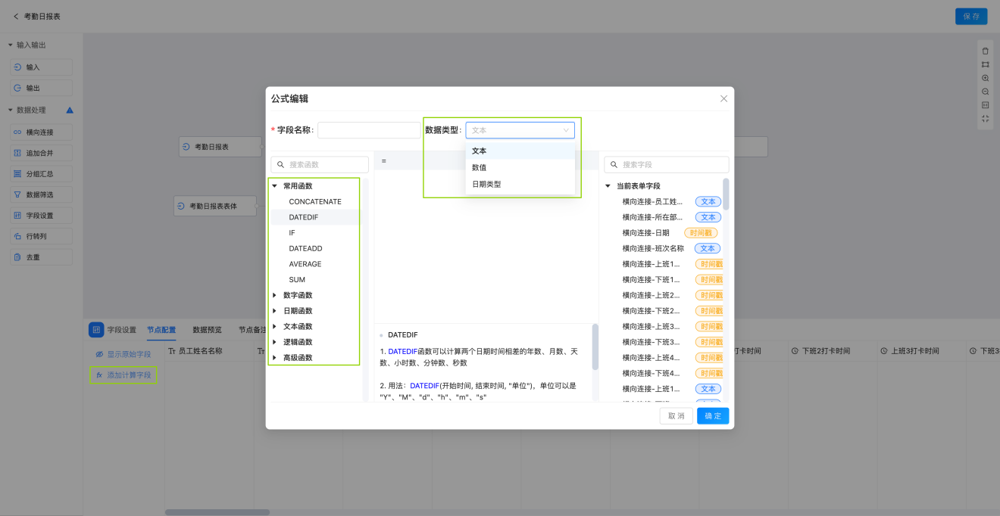 考勤日报表
保 存
输入输出
输入
输出
数据处理
横向连接
追加合并
分组汇总
数据筛选
字段设置
行转列
去重
考勤日报表
考勤日报表表体
公式编辑
* 字段名称:
数据类型:
文本
文本
数值
日期类型
搜索函数
=
搜索字段
常用函数
CONCATENATE
DATEDIF
IF
DATEADD
AVERAGE
SUM
数字函数
日期函数
文本函数
逻辑函数
高级函数
DATEDIF
1. DATEDIF函数可以计算两个日期时间相差的年数、月数、天
数、小时数、分钟数、秒数
2. 用法：DATEDIF(开始时间, 结束时间, "单位")，单位可以是
"Y"、"M"、"d"、"h"、"m"、"s"
当前表单字段
横向连接-员工姓... 文本
横向连接-所在部... 文本
横向连接-日期 时间戳
横向连接-班次名称 文本
横向连接-上班1... 时间戳
横向连接-下班1... 时间戳
横向连接-上班2... 时间戳
横向连接-下班2... 时间戳
横向连接-上班3... 时间戳
横向连接-下班3... 时间戳
横向连接-上班4... 时间戳
横向连接-下班4... 时间戳
横向连接-上班1... 文本
取 消
确 定
字段设置
节点配置
数据预览
节点备注
显示原始字段
fx 添加计算字段
Tr 员工姓名名称
Tr
打卡时间
下班2打卡时间
上班3打卡时间
下班3